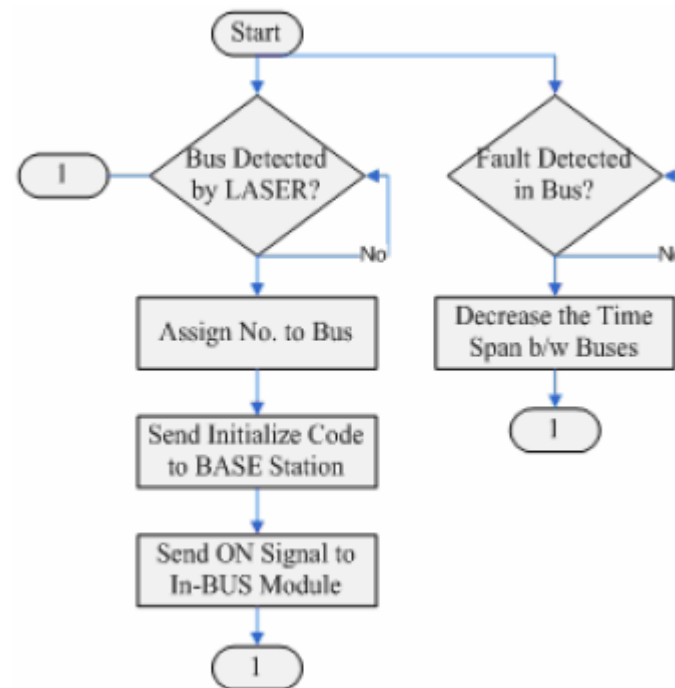 Start
Bus Detected
by LASER?
1
No
Assign No. to Bus
Send Initialize Code
to BASE Station
Send ON Signal to
In-BUS Module
1
Fault Detected
in Bus?
Decrease the Time
Span b/w Buses
1